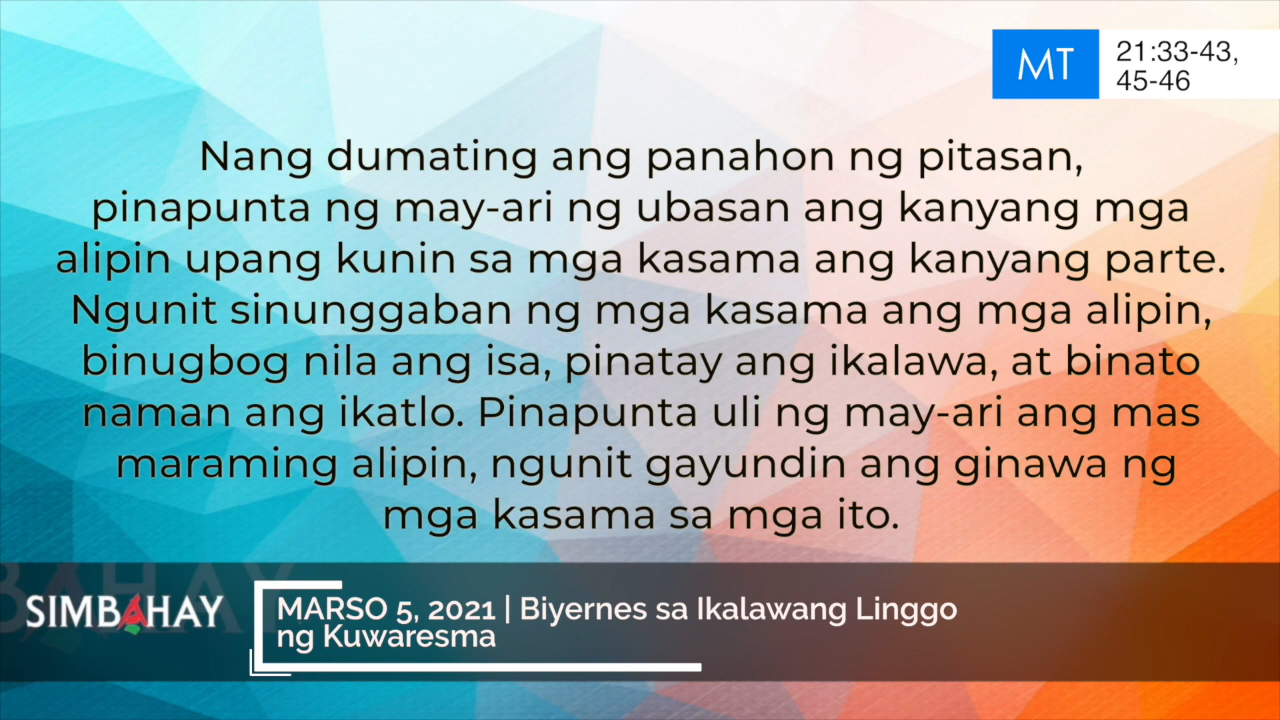 MT
21:33-43,
45-46
Nang dumating ang panahon ng pitasan,
pinapunta ng may-ari ng ubasan ang kanyang mga
alipin upang kunin sa mga kasama ang kanyang parte.
Ngunit sinunggaban ng mga kasama ang mga alipin,
binugbog nila ang isa, pinatay ang ikalawa, at binato
naman ang ikatlo. Pinapunta uli ng may-ari ang mas
maraming alipin, ngunit gayundin ang ginawa ng
mga kasama sa mga ito.
SIMBAHAY
MARSO 5, 2021 | Biyernes sa Ikalawang Linggo
ng Kuwaresma